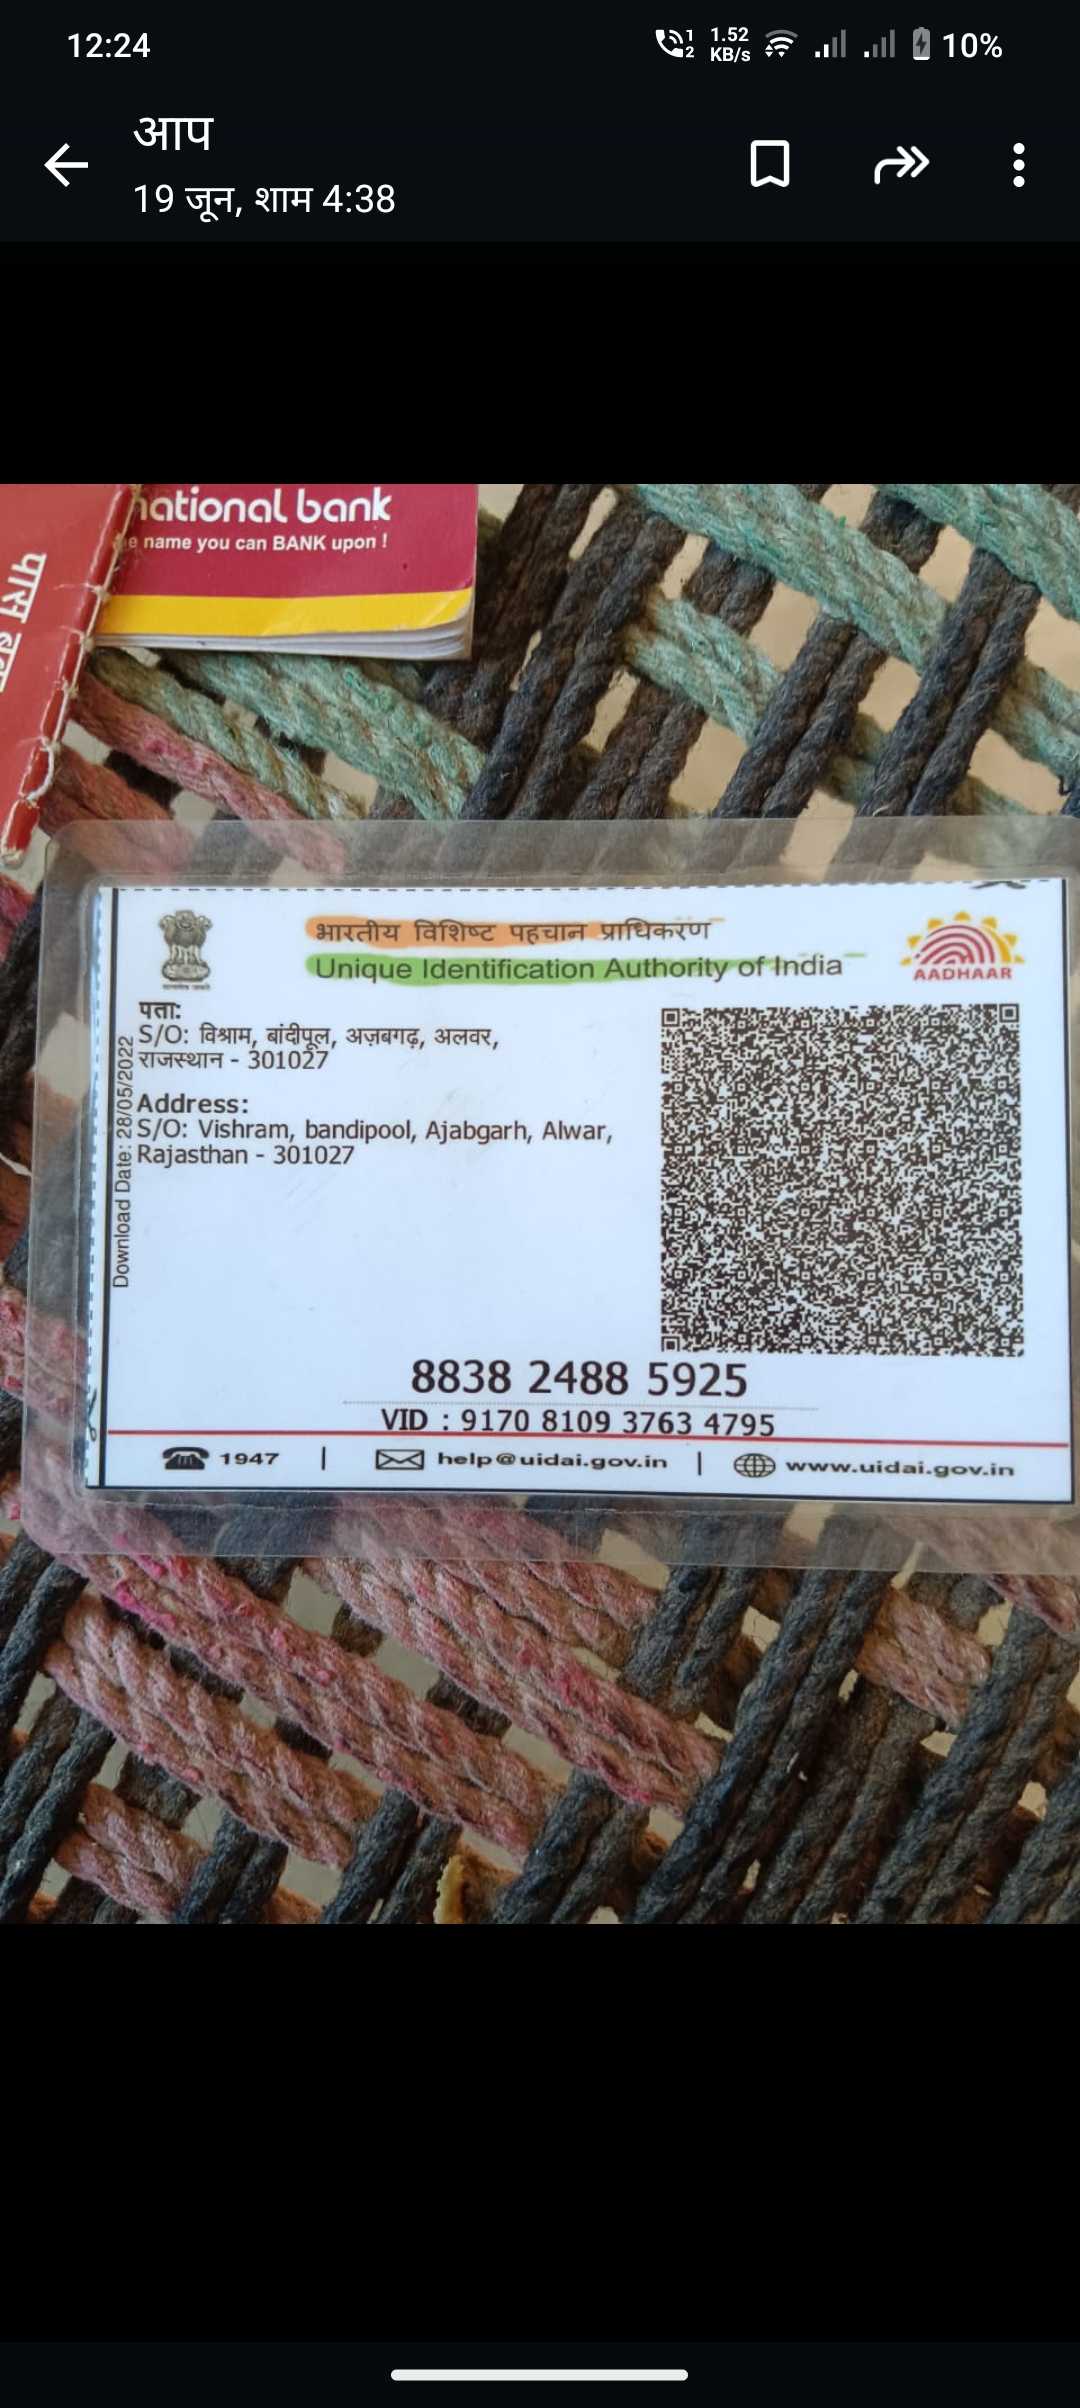 12:24
1.52 KB/s
10%
आप
19 जून, शाम 4:38
national bank
name you can BANK upon !
भारतीय विशिष्ट पहचान प्राधिकरण
Unique Identification Authority of India
AADHAAR
पता:
S/O: विश्राम, बांदीपूल, अज़बगढ़, अलवर,
राजस्थान - 301027
Address:
S/O: Vishram, bandipool, Ajabgarh, Alwar,
Rajasthan - 301027
Download Date: 28/05/2022
8838 2488 5925
VID : 9170 8109 3763 4795
1947 | help@uidai.gov.in | www.uidai.gov.in